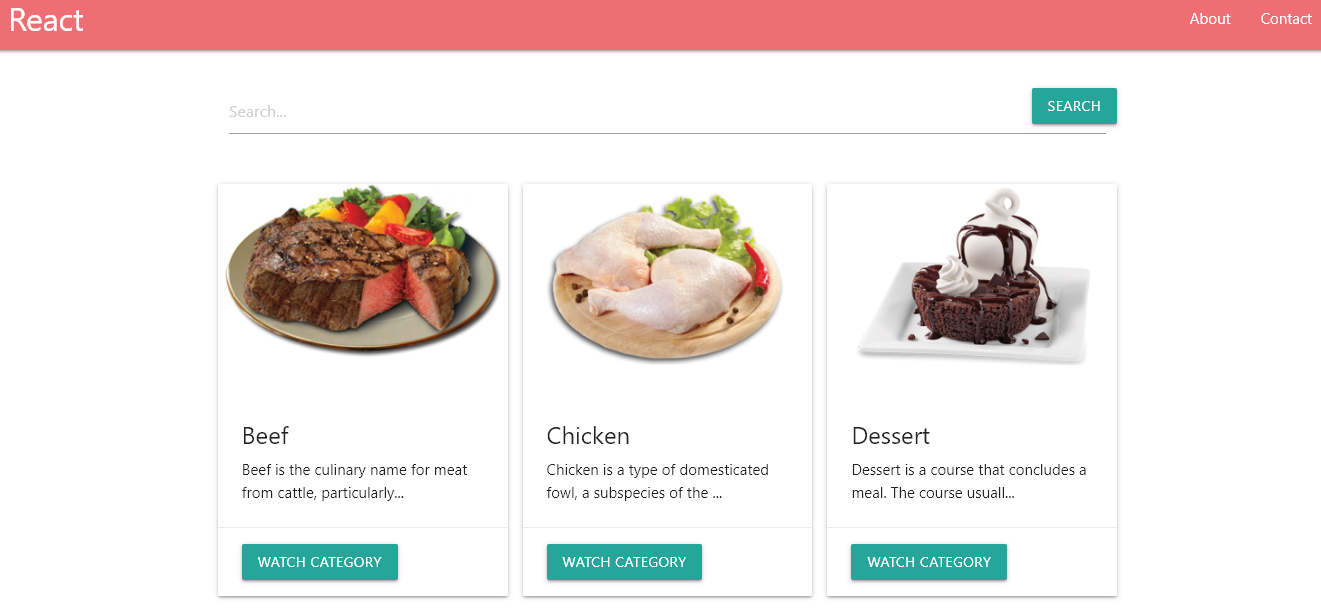 React
About
Contact
Search...
SEARCH
Beef
Beef is the culinary name for meat
from cattle, particularly...
WATCH CATEGORY
Chicken
Chicken is a type of domesticated
fowl, a subspecies of the ...
WATCH CATEGORY
Dessert
Dessert is a course that concludes a
meal. The course usuall...
WATCH CATEGORY